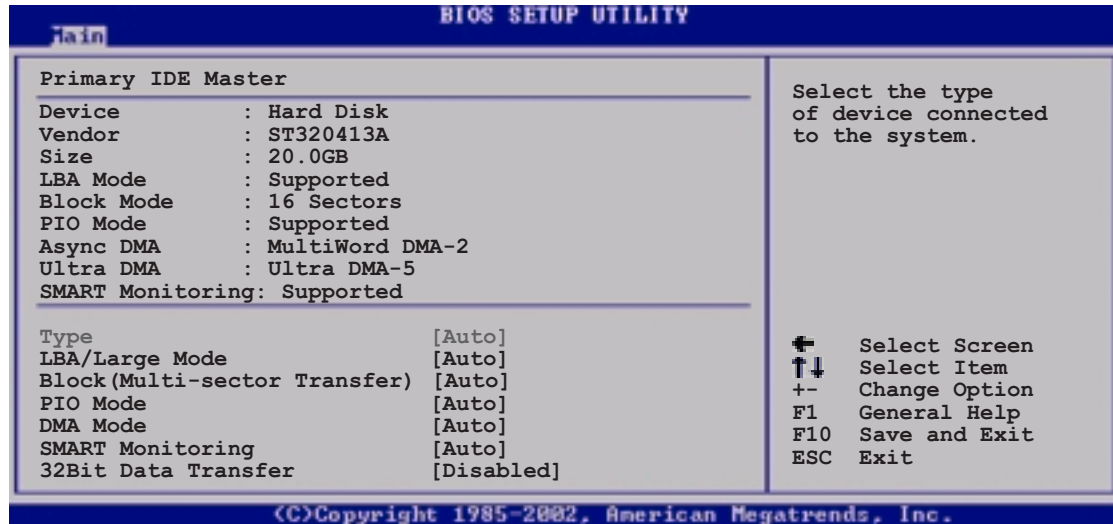 BIOS SETUP UTILITY
Main
Primary IDE Master
Device : Hard Disk
Vendor : ST320413A
Size : 20.0GB
LBA Mode : Supported
Block Mode : 16 Sectors
PIO Mode : Supported
Async DMA : MultiWord DMA-2
Ultra DMA : Ultra DMA-5
SMART Monitoring: Supported
Type [Auto]
LBA/Large Mode [Auto]
Block(Multi-sector Transfer) [Auto]
PIO Mode [Auto]
DMA Mode [Auto]
SMART Monitoring [Auto]
32Bit Data Transfer [Disabled]
Select the type
of device connected
to the system.
← Select Screen
↑↓ Select Item
+- Change Option
F1 General Help
F10 Save and Exit
ESC Exit
(C)Copyright 1985-2002, American Megatrends, Inc.